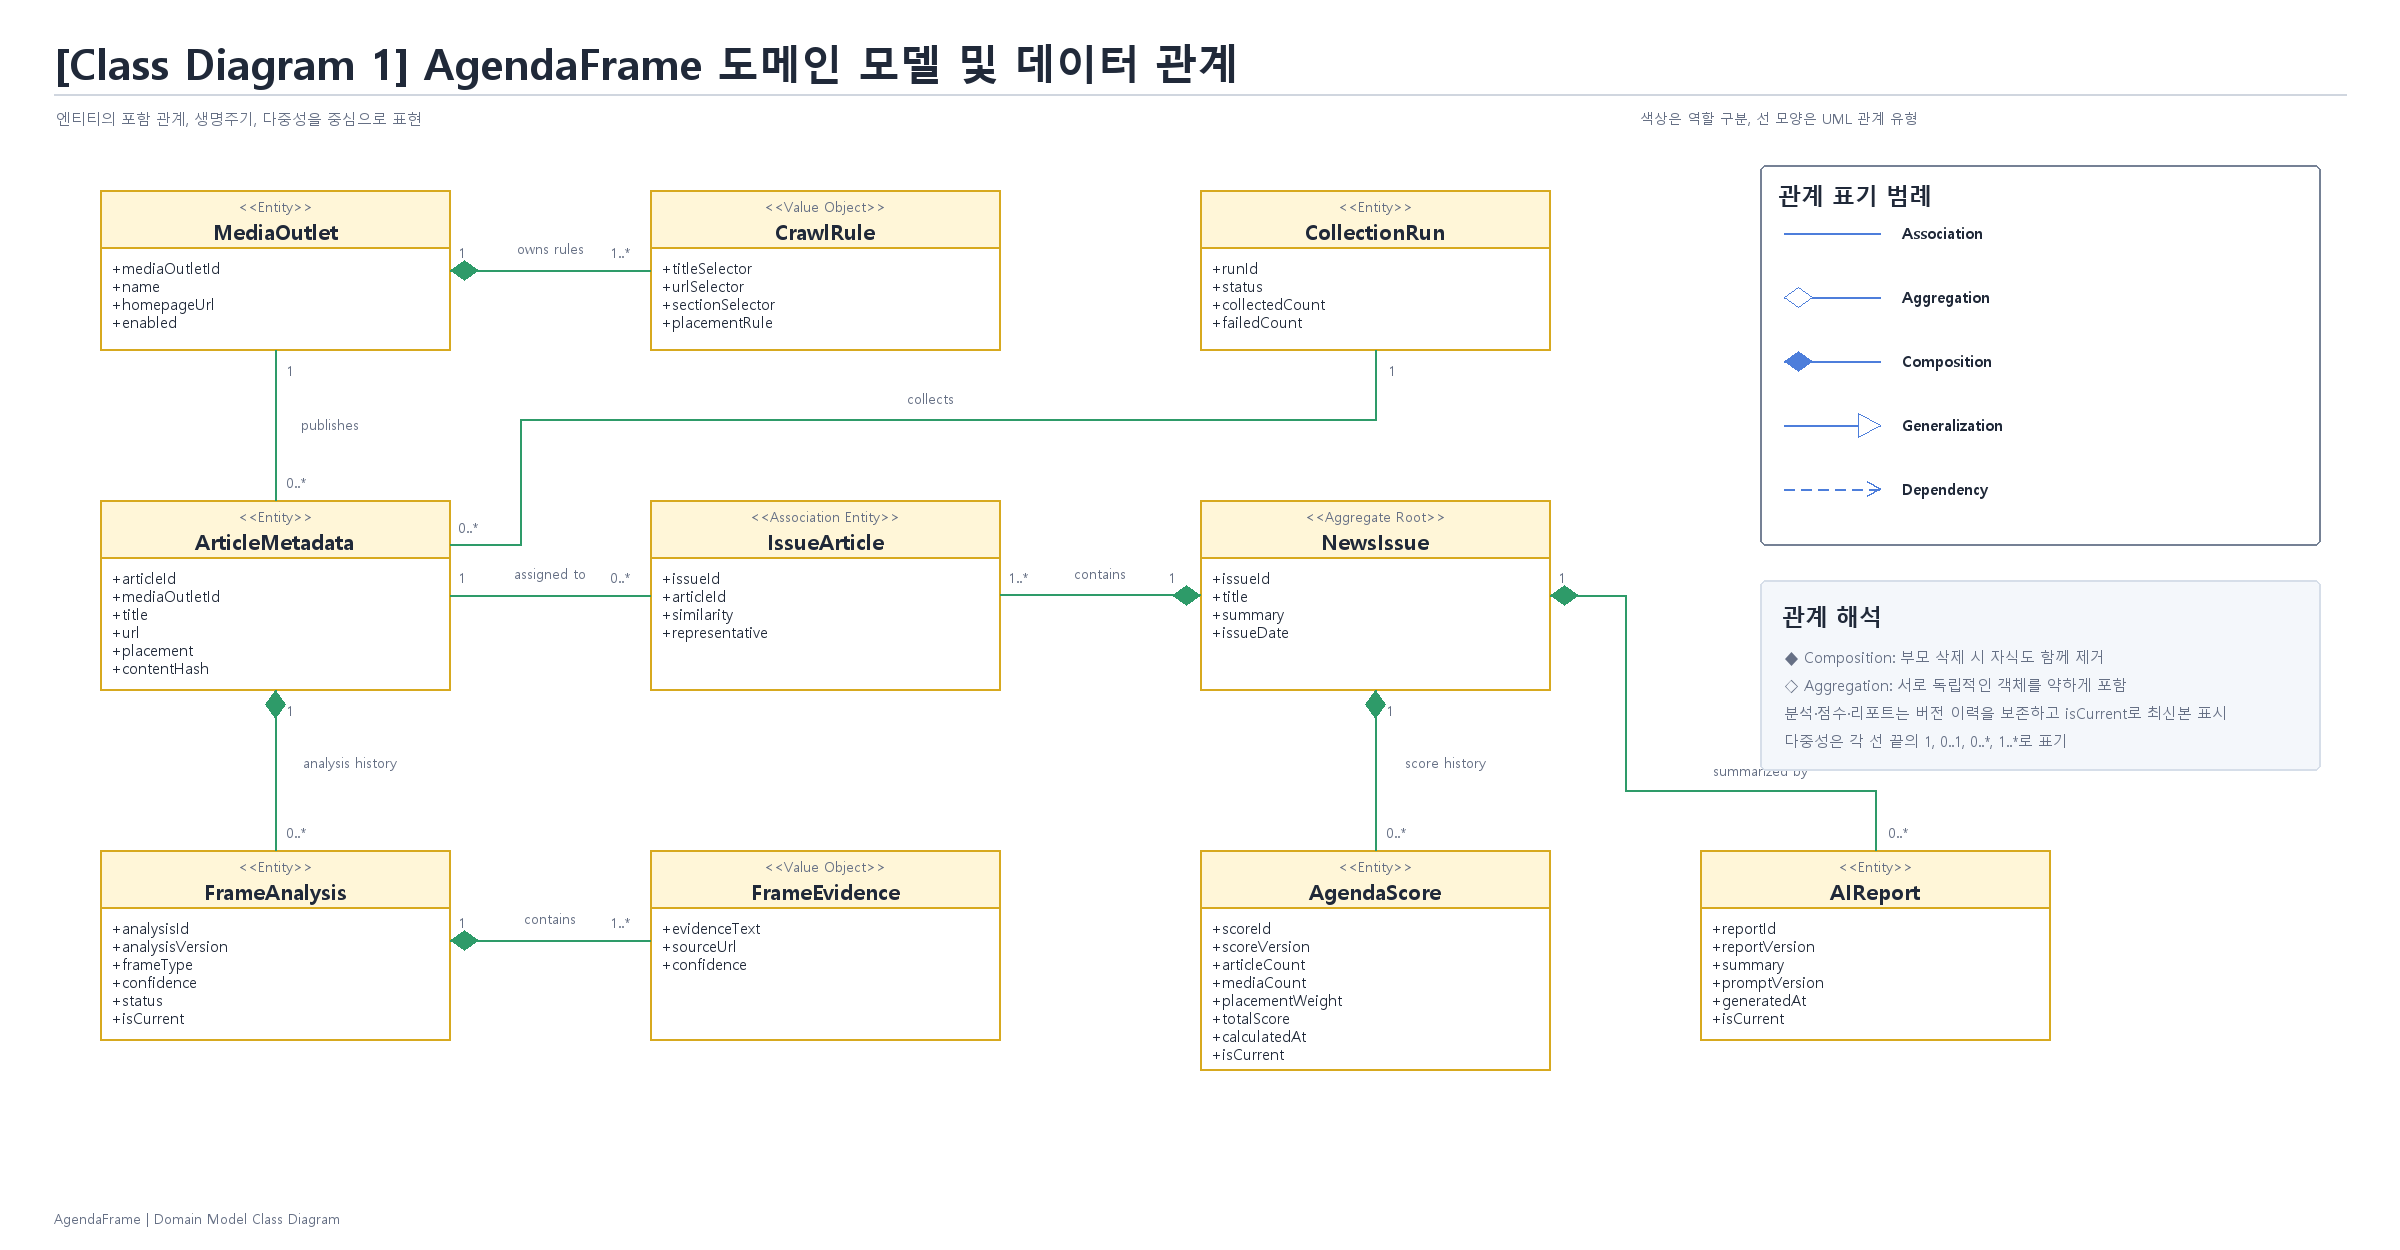 [Class Diagram 1] AgendaFrame 도메인 모델 및 데이터 관계
엔티티의 포함 관계, 생명주기, 다중성을 중심으로 표현
색상은 역할 구분, 선 모양은 UML 관계 유형
<<Entity>>
MediaOutlet
+mediaOutletId
+name
+homepageUrl
+enabled
1
owns rules
1..*
<<Value Object>>
CrawlRule
+titleSelector
+urlSelector
+sectionSelector
+placementRule
<<Entity>>
CollectionRun
+runId
+status
+collectedCount
+failedCount
관계 표기 범례
Association
Aggregation
Composition
Generalization
Dependency
1
publishes
0..*
1
collects
0..*
<<Entity>>
ArticleMetadata
+articleId
+mediaOutletId
+title
+url
+placement
+contentHash
1
assigned to
0..*
<<Association Entity>>
IssueArticle
+issueId
+articleId
+similarity
+representative
1..*
contains
1
<<Aggregate Root>>
NewsIssue
+issueId
+title
+summary
+issueDate
1
관계 해석
◆ Composition: 부모 삭제 시 자식도 함께 제거
◇ Aggregation: 서로 독립적인 객체를 약하게 포함
분석·점수·리포트는 버전 이력을 보존하고 isCurrent로 최신본 표시
다중성은 각 선 끝의 1, 0..1, 0..*, 1..*로 표기
1
analysis history
0..*
1
score history
0..*
summarized by
0..*
<<Entity>>
FrameAnalysis
+analysisId
+analysisVersion
+frameType
+confidence
+status
+isCurrent
1
contains
1..*
<<Value Object>>
FrameEvidence
+evidenceText
+sourceUrl
+confidence
<<Entity>>
AgendaScore
+scoreId
+scoreVersion
+articleCount
+mediaCount
+placementWeight
+totalScore
+calculatedAt
+isCurrent
<<Entity>>
AIReport
+reportId
+reportVersion
+summary
+promptVersion
+generatedAt
+isCurrent
AgendaFrame | Domain Model Class Diagram